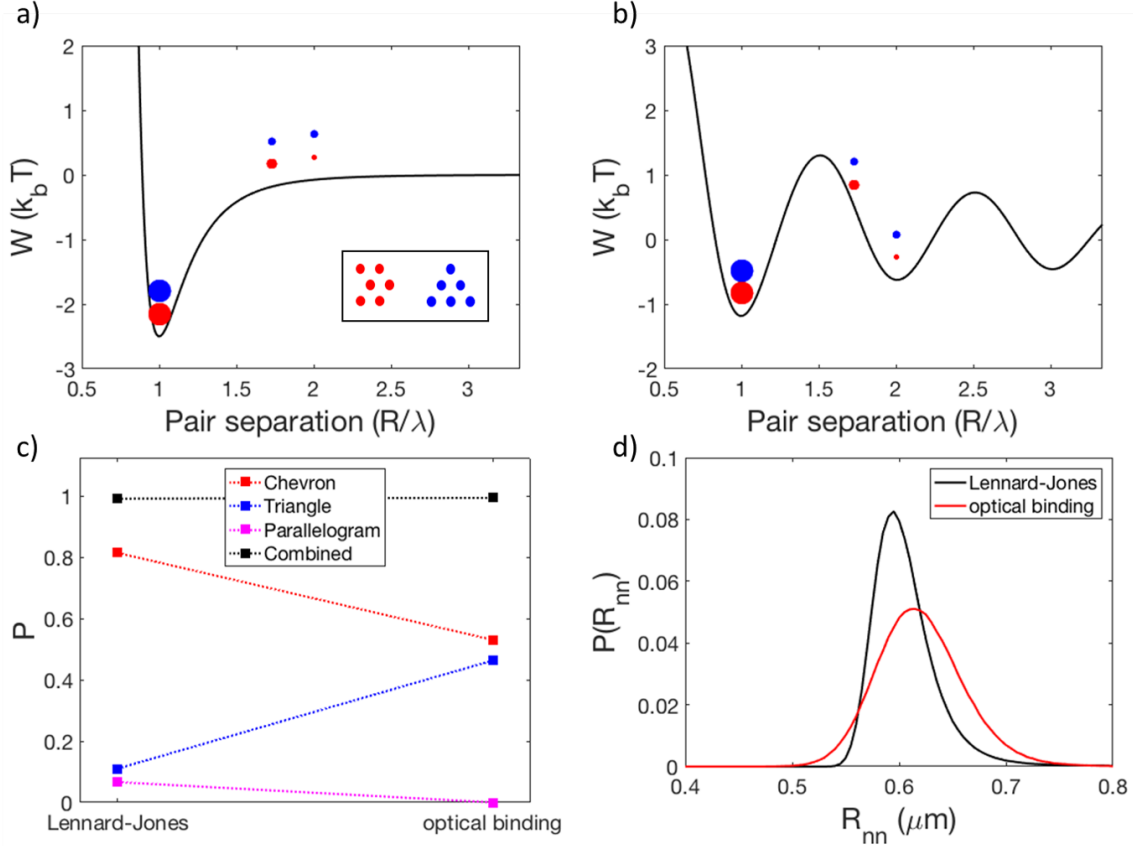 a)
2
1
0
-1
-2
-3
W (k_bT)
0.5 1 1.5 2 2.5 3
Pair separation (R/λ)
b)
3
2
1
0
-1
-2
W (k_bT)
0.5 1 1.5 2 2.5 3
Pair separation (R/λ)
c)
1
0.8
0.6
0.4
0.2
0
P
Chevron
Triangle
Parallelogram
Combined
Lennard-Jones optical binding
d)
0.1
0.08
0.06
0.04
0.02
0
P(R_nn)
Lennard-Jones
optical binding
0.4 0.5 0.6 0.7 0.8
R_nn (μm)